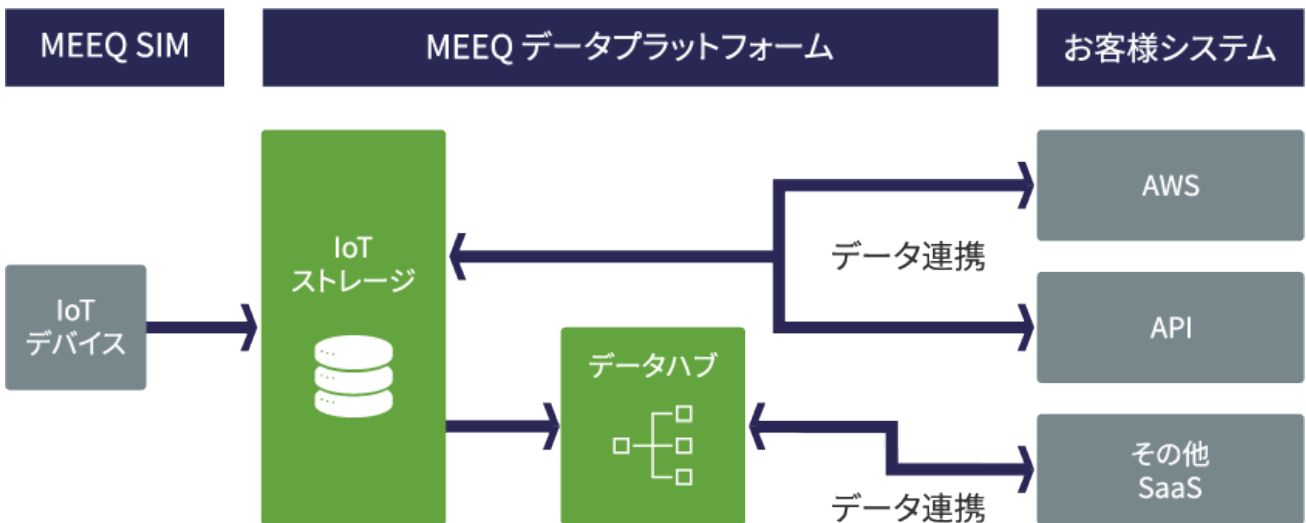 MEEQ SIM
MEEQ データプラットフォーム
お客様システム
IoT
デバイス
IoT
ストレージ
データハブ
データ連携
データ連携
AWS
API
その他
SaaS